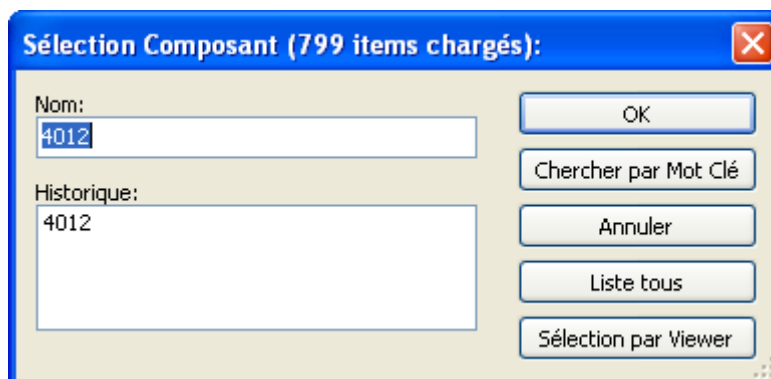 Sélection Composant (799 items chargés):
Nom:
4012
Historique:
4012
OK
Chercher par Mot Clé
Annuler
Liste tous
Sélection par Viewer